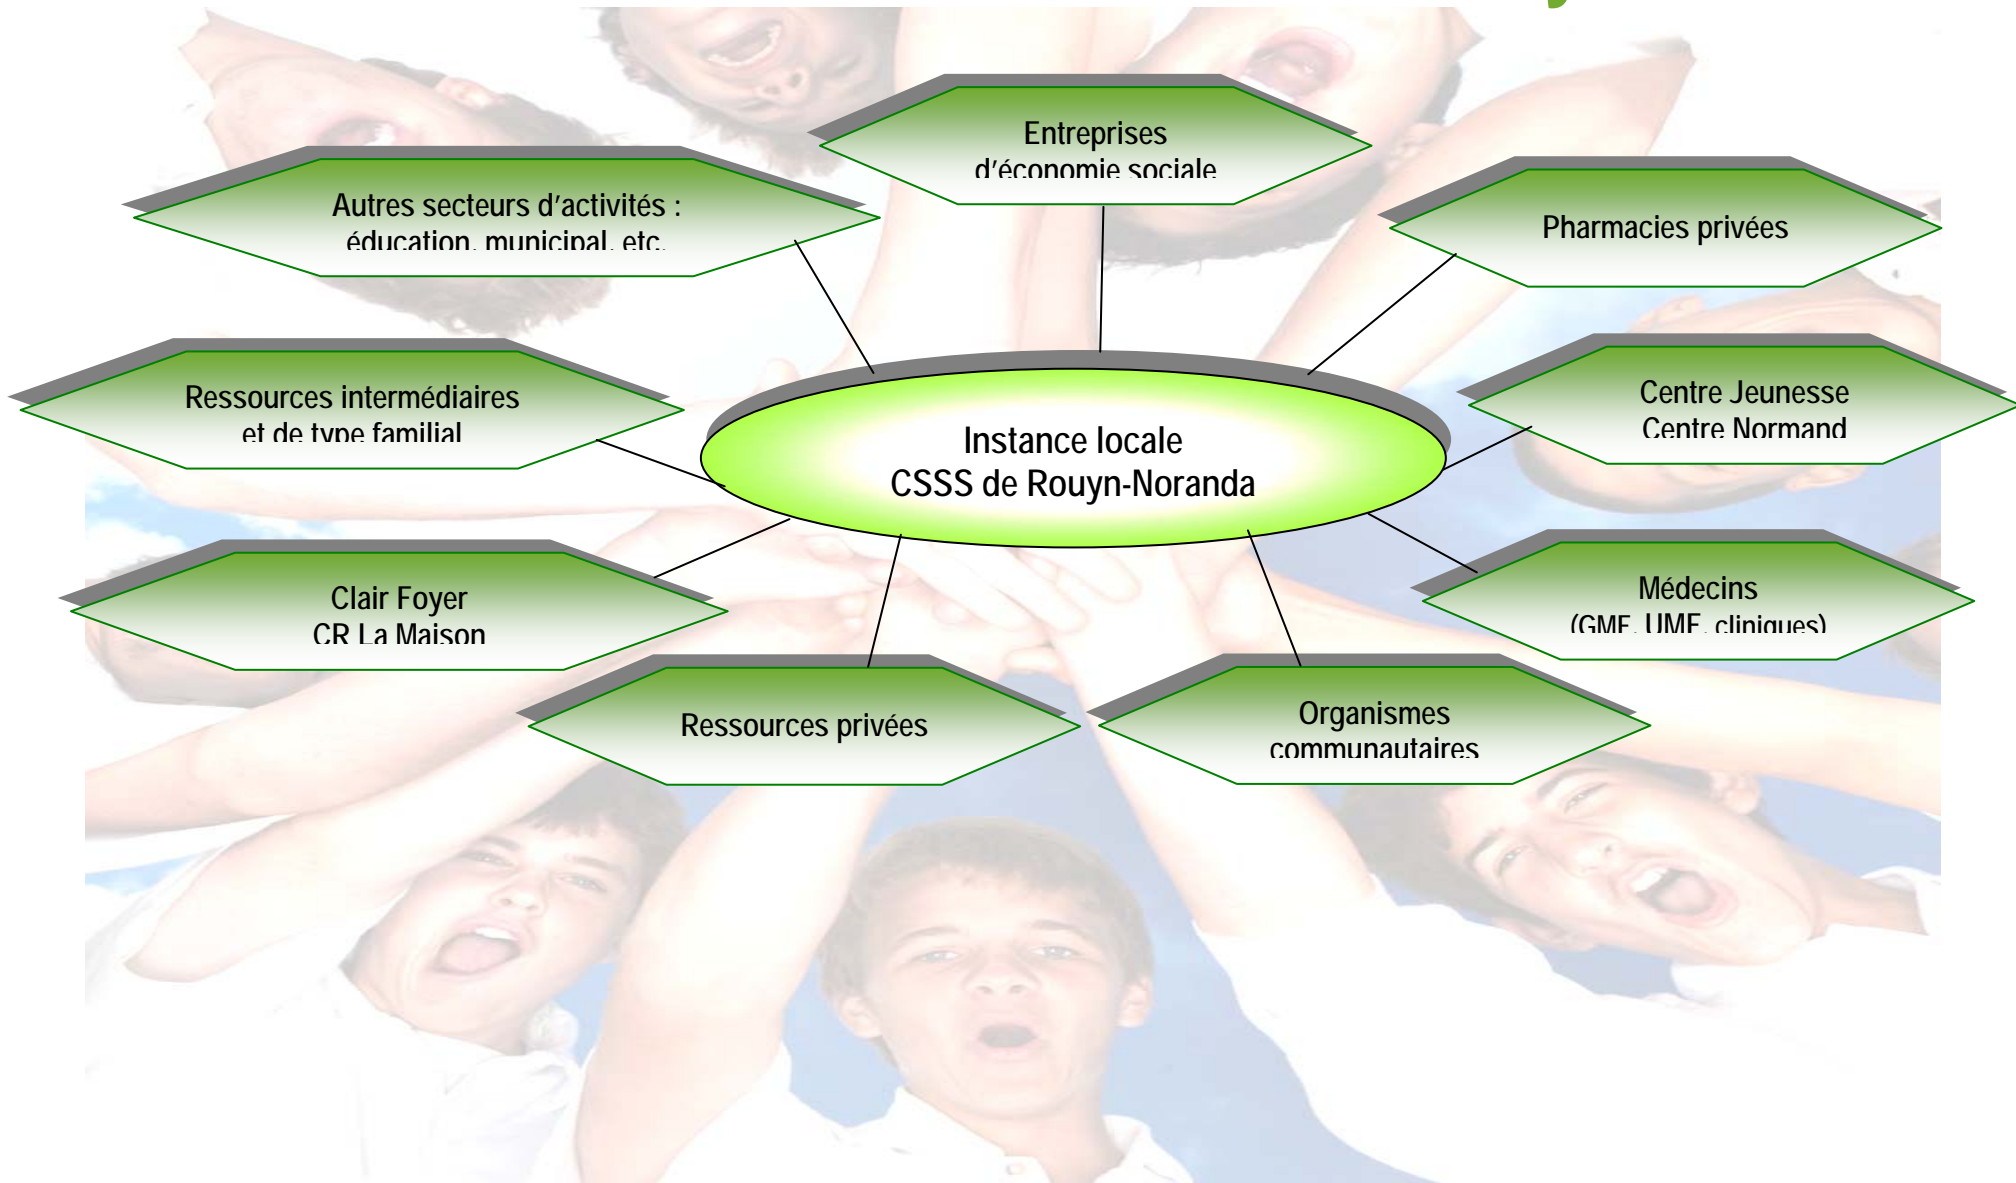 Entreprises
d'économie sociale
Autres secteurs d'activités :
éducation, municipal, etc.
Pharmacies privées
Ressources intermédiaires
et de type familial
Centre Jeunesse
Centre Normand
Instance locale
CSSS de Rouyn-Noranda
Clair Foyer
CR La Maison
Médecins
(GMF, UMF, cliniques)
Ressources privées
Organismes
communautaires